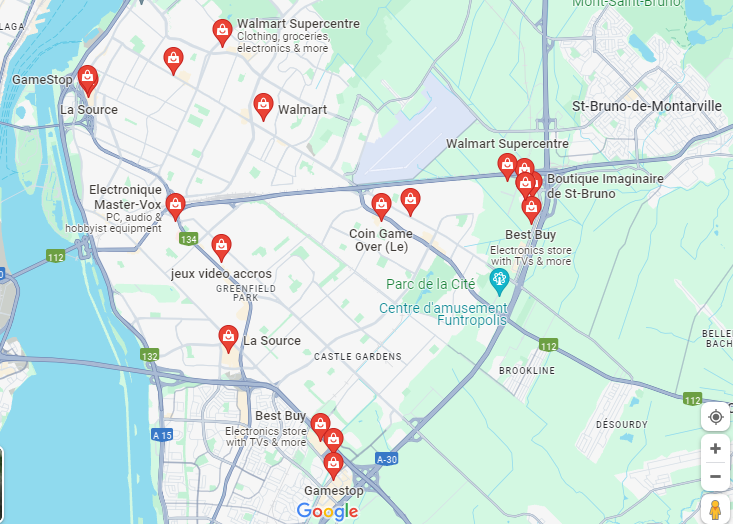 Mont-Saint-Bruno
LAGA
Walmart Supercentre
Clothing, groceries,
electronics & more
GameStop
La Source
Walmart
St-Bruno-de-Montarville
Walmart Supercentre
Boutique Imaginaire
de St-Bruno
Electronique
Master-Vox
PC, audio &
hobbyist equipment
134
Coin Game
Over (Le)
Best Buy
Electronics store
with TVs & more
112
jeux video accros
GREENFIELD
PARK
Parc de la Cité
Centre d'amusement
Funtropolis
La Source
132
CASTLE GARDENS
112
BELLE
BACH
BROOKLINE
112
Best Buy
Electronics store
with TVs & more
A 15
DÉSOURDY
A-30
Gamestop
Google